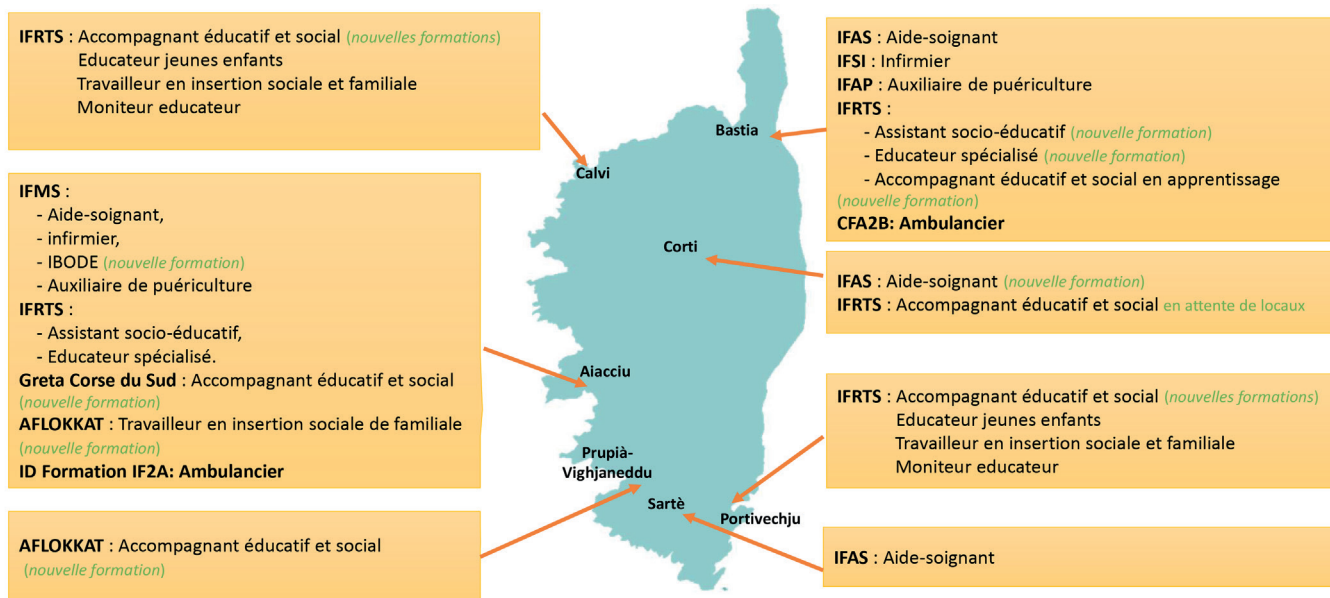 IFRTS : Accompagnant éducatif et social (nouvelles formations)
Educateur jeunes enfants
Travailleur en insertion sociale et familiale
Moniteur educateur
IFMS :
- Aide-soignant,
- infirmier,
- IBODE (nouvelle formation)
- Auxiliaire de puériculture
IFRTS :
- Assistant socio-éducatif,
- Educateur spécialisé.
Greta Corse du Sud : Accompagnant éducatif et social
(nouvelle formation)
AFLOKKAT : Travailleur en insertion sociale de familiale
(nouvelle formation)
ID Formation IF2A: Ambulancier
AFLOKKAT : Accompagnant éducatif et social
(nouvelle formation)
Bastia
Calvi
Corti
Aiacciu
Prupià-
Vighjaneddu
Sartè
Portivechju
IFAS : Aide-soignant
IFSI : Infirmier
IFAP : Auxiliaire de puériculture
IFRTS :
- Assistant socio-éducatif (nouvelle formation)
- Educateur spécialisé (nouvelle formation)
- Accompagnant éducatif et social en apprentissage
(nouvelle formation)
CFA2B: Ambulancier
IFAS : Aide-soignant (nouvelle formation)
IFRTS : Accompagnant éducatif et social en attente de locaux
IFRTS : Accompagnant éducatif et social (nouvelles formations)
Educateur jeunes enfants
Travailleur en insertion sociale et familiale
Moniteur educateur
IFAS : Aide-soignant